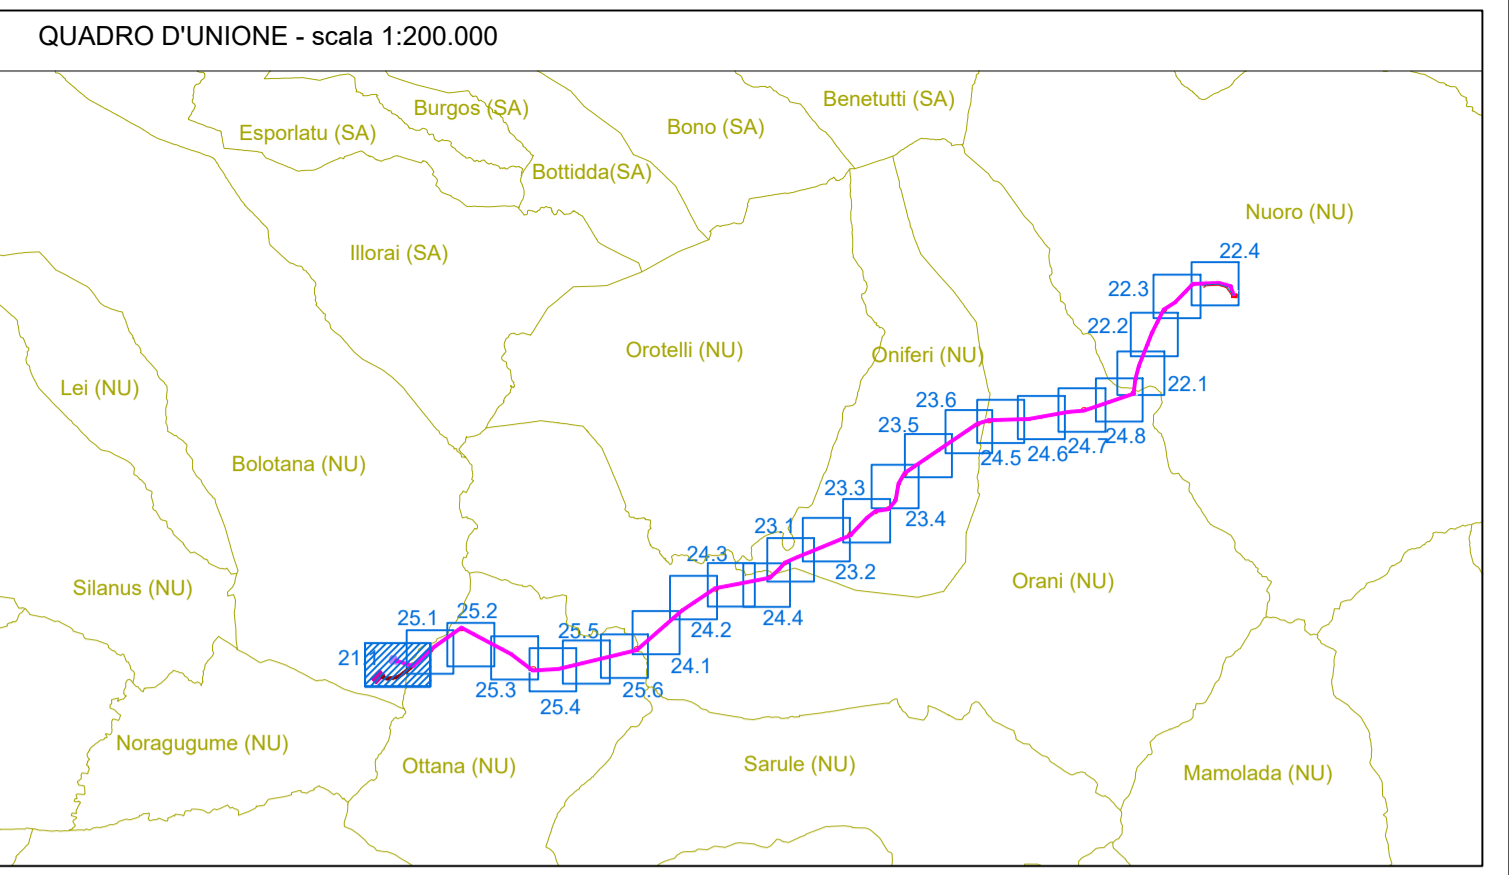 QUADRO D'UNIONE - scala 1:200.000
Benetutti (SA)
Burgos (SA)
Bono (SA)
Esporlatu (SA)
Bottidda(SA)
Nuoro (NU)
Illorai (SA)
22.4
22.3
22.2
Orotelli (NU)
Oniferi (NU)
Lei (NU)
22.1
23.6
23.5
24.8
24.7
24.6
24.5
Bolotana (NU)
23.3
23.4
23.1
24.3
23.2
Orani (NU)
Silanus (NU)
25.2
25.1
24.4
24.2
25.5
21.1
24.1
25.3
25.6
25.4
Noragugume (NU)
Ottana (NU)
Sarule (NU)
Mamolada (NU)